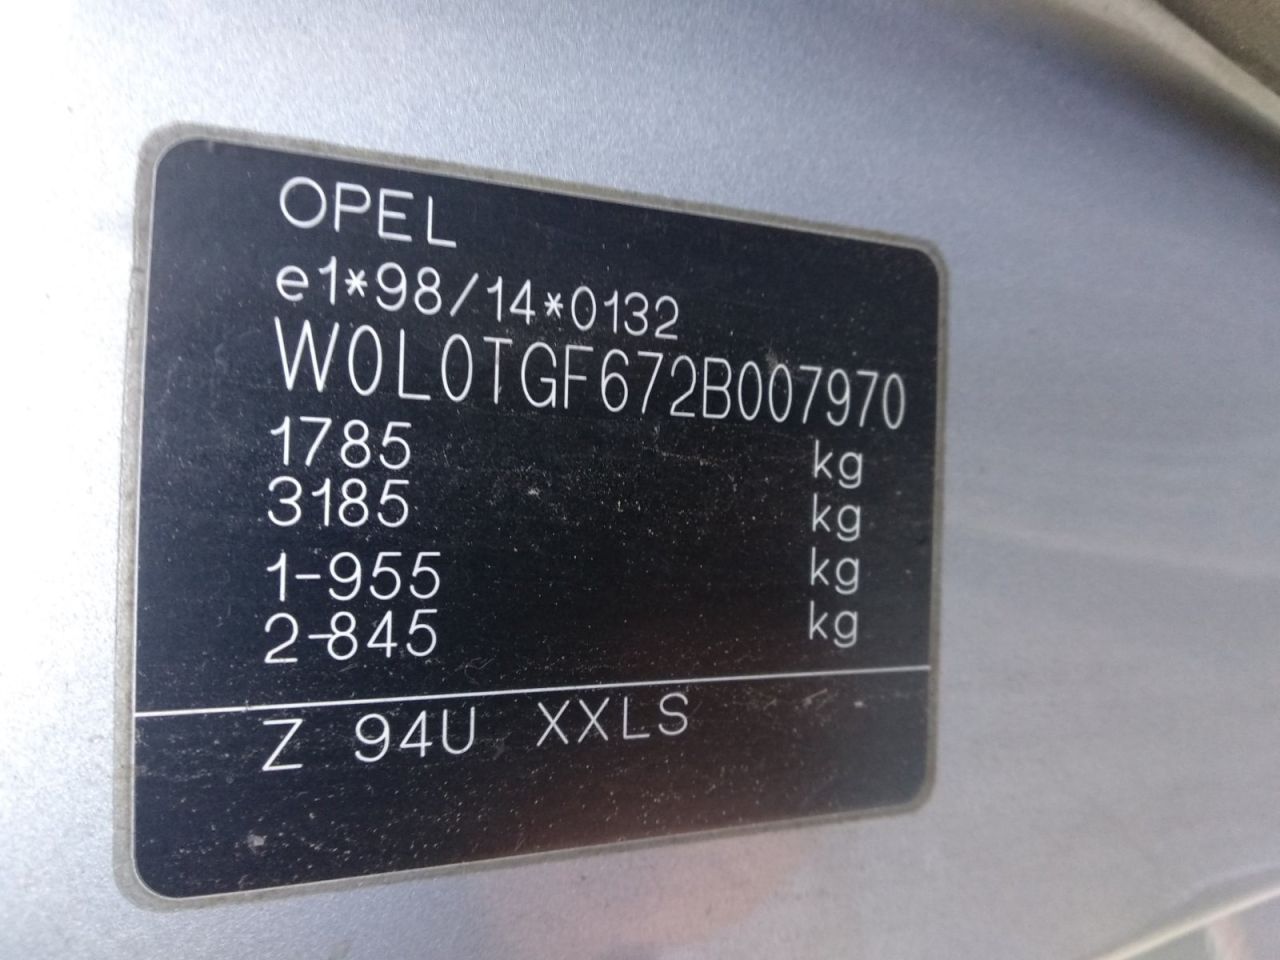 OPEL
e1*98/14*0132
W0L0TGF672B007970
1785 kg
3185 kg
1-955 kg
2-845 kg
Z 94U XXLS